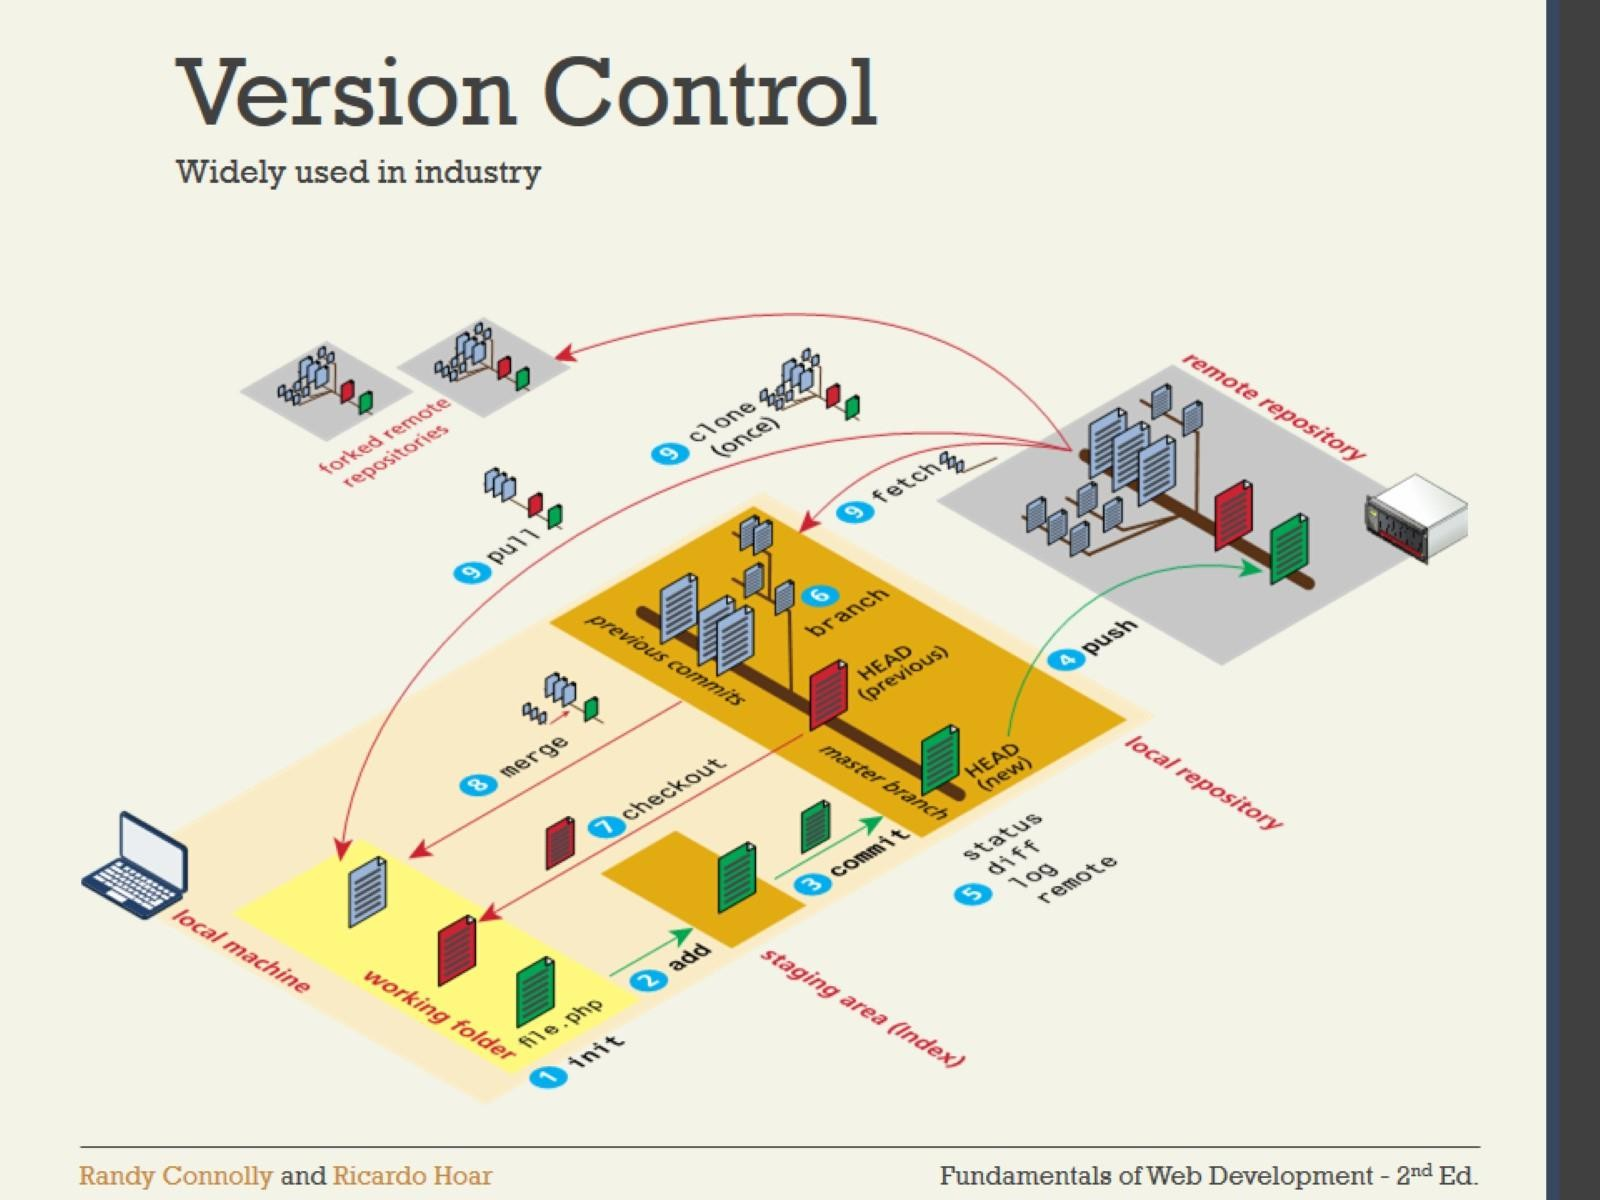 Version Control
Widely used in industry
remote repository
forked remote
repositories
9 clone
(once)
9 fetch
9 pull
6
branch
previous commits
HEAD
(previous)
4 push
8 merge
7 checkout
master branch
HEAD
(new)
local repository
3 commit
status
diff
log
remote
5
local machine
working folder
file.php
2 add
staging area (Index)
1 init
Randy Connolly and Ricardo Hoar
Fundamentals of Web Development - 2nd Ed.